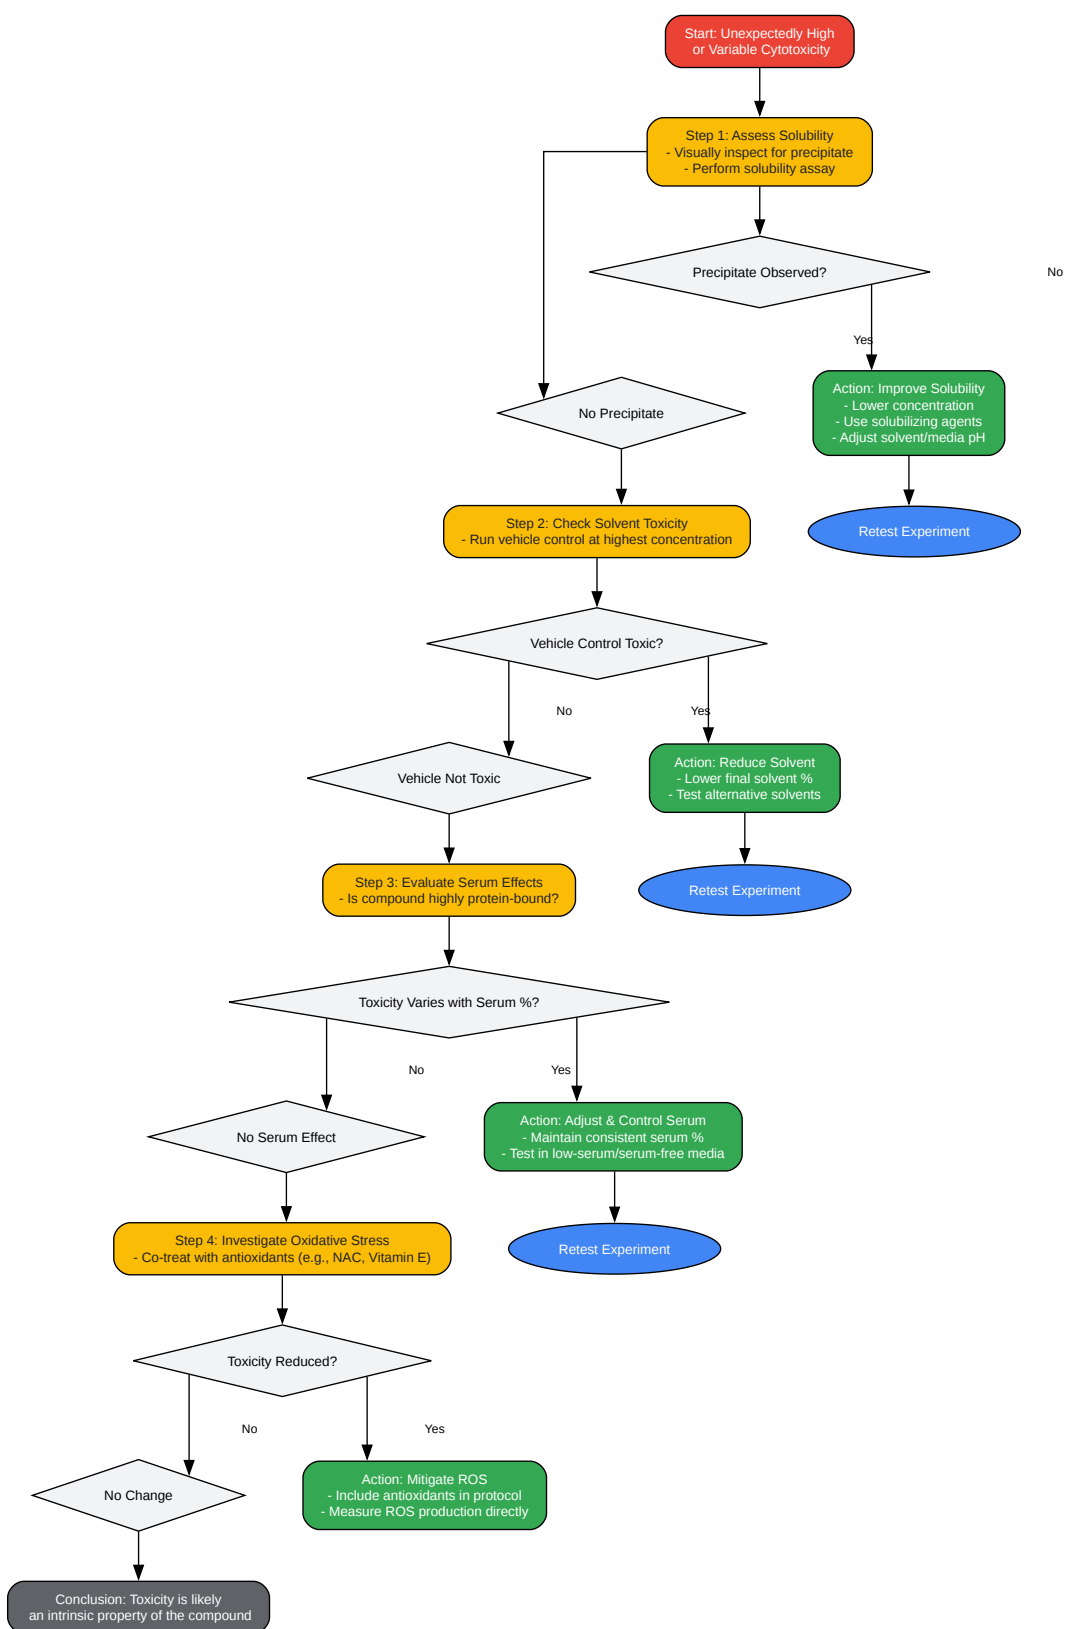 Start: Unexpectedly High
or Variable Cytotoxicity
Step 1: Assess Solubility
- Visually inspect for precipitate
- Perform solubility assay
Precipitate Observed?
No
Yes
Action: Improve Solubility
- Lower concentration
- Use solubilizing agents
- Adjust solvent/media pH
No Precipitate
Step 2: Check Solvent Toxicity
- Run vehicle control at highest concentration
Retest Experiment
Vehicle Control Toxic?
No
Yes
Vehicle Not Toxic
Action: Reduce Solvent
- Lower final solvent %
- Test alternative solvents
Step 3: Evaluate Serum Effects
- Is compound highly protein-bound?
Retest Experiment
Toxicity Varies with Serum %?
No
Yes
No Serum Effect
Action: Adjust & Control Serum
- Maintain consistent serum %
- Test in low-serum/serum-free media
Step 4: Investigate Oxidative Stress
- Co-treat with antioxidants (e.g., NAC, Vitamin E)
Retest Experiment
Toxicity Reduced?
No
Yes
No Change
Action: Mitigate ROS
- Include antioxidants in protocol
- Measure ROS production directly
Conclusion: Toxicity is likely
an intrinsic property of the compound